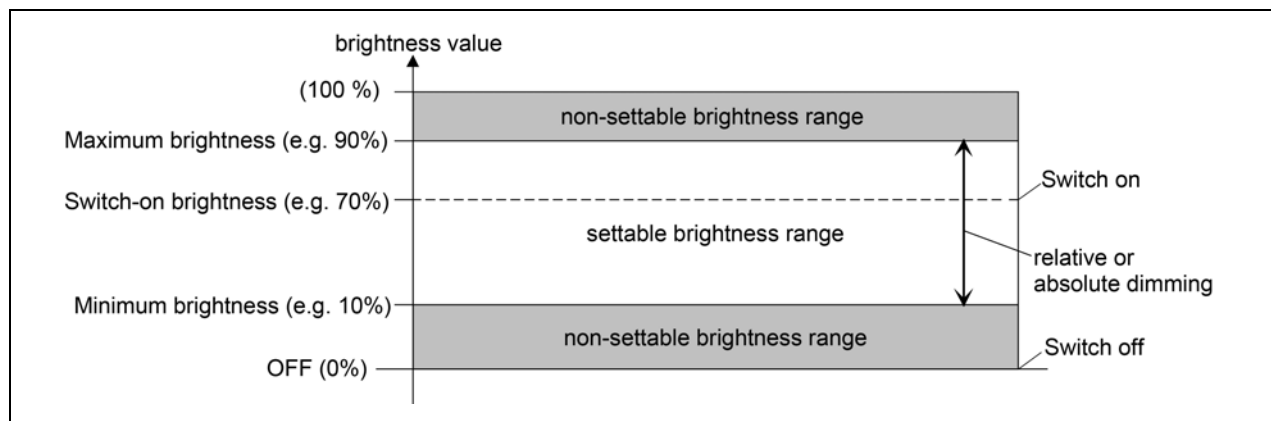 brightness value
(100 %)
non-settable brightness range
Maximum brightness (e.g. 90%)
Switch on
Switch-on brightness (e.g. 70%)
settable brightness range
relative or
absolute dimming
Minimum brightness (e.g. 10%)
non-settable brightness range
Switch off
OFF (0%)